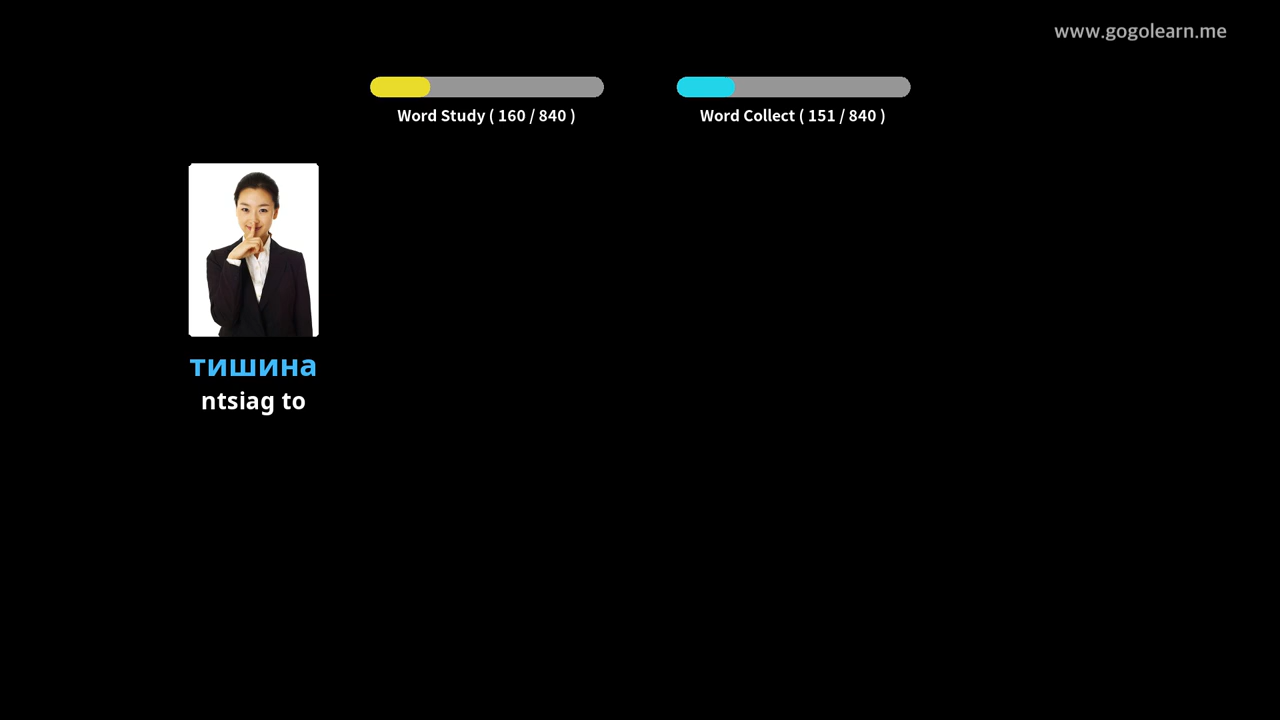 www.gogolearn.me
Word Study ( 160 / 840 )
Word Collect ( 151 / 840 )
тишина
ntsiag to